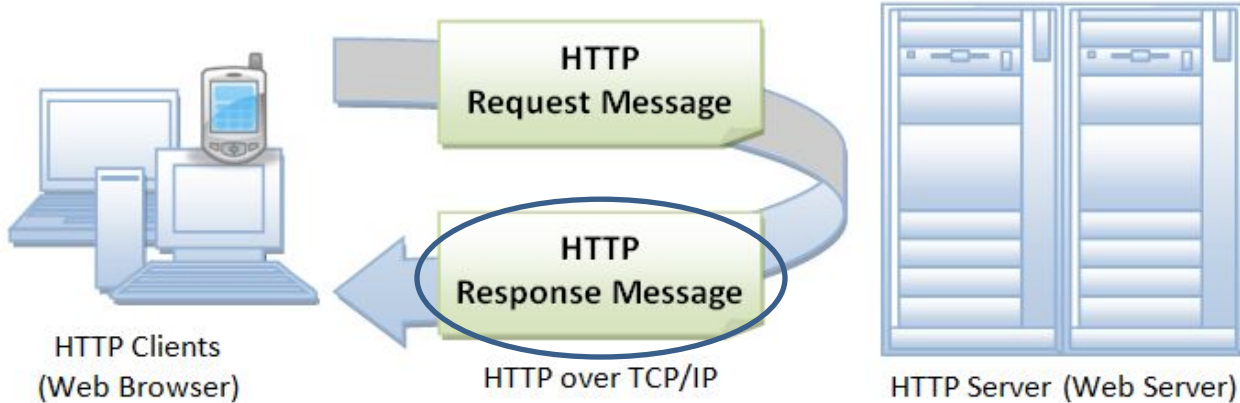 HTTP
Request Message
HTTP
Response Message
HTTP Clients
(Web Browser)
HTTP over TCP/IP
HTTP Server (Web Server)